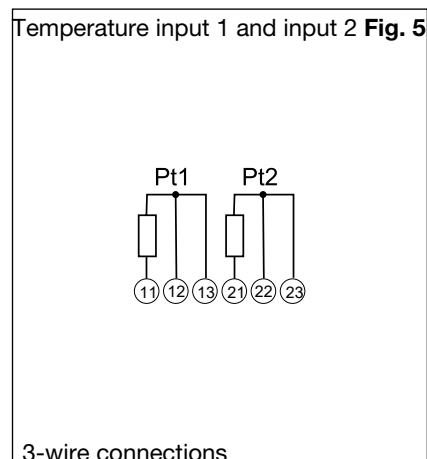 Temperature input 1 and input 2 Fig. 5
Pt1 Pt2
11 12 13 21 22 23
3-wire connections